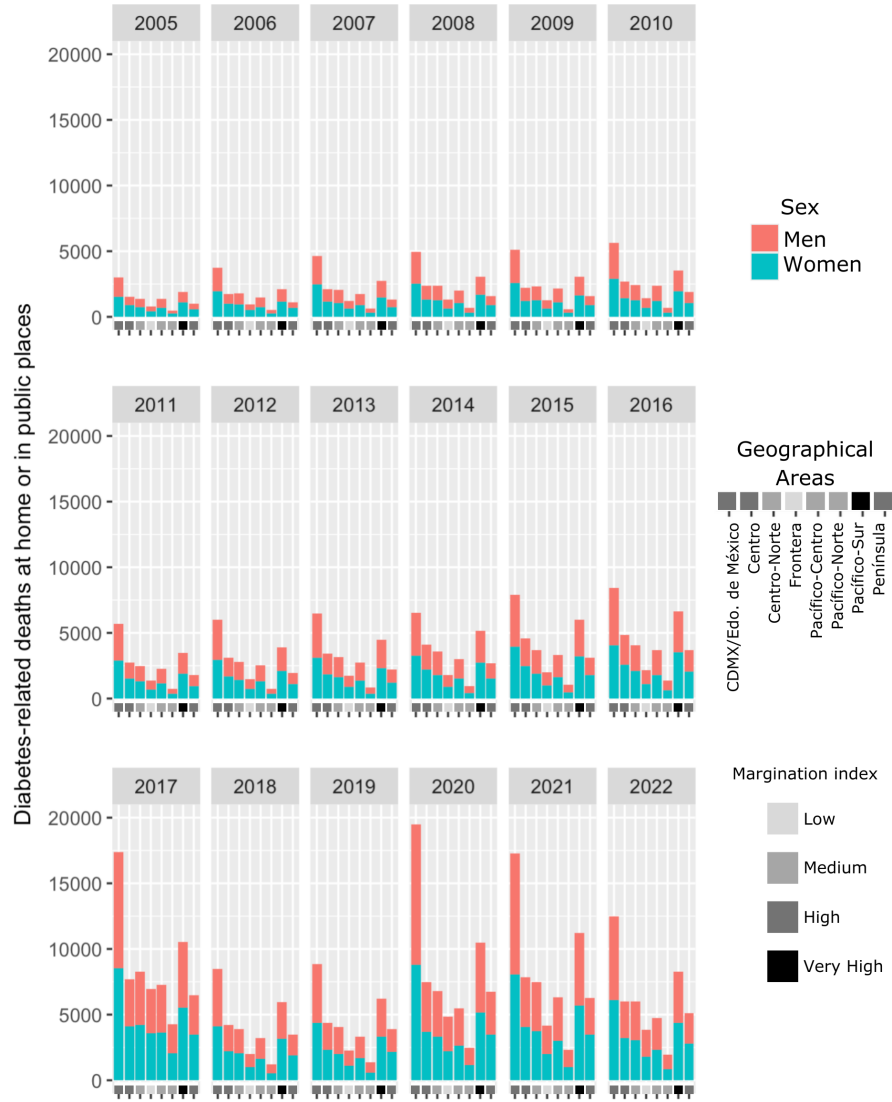 2005 2006 2007 2008 2009 2010
20000
15000
10000
5000
0
2011 2012 2013 2014 2015 2016
20000
15000
10000
5000
0
2017 2018 2019 2020 2021 2022
20000
15000
10000
5000
0
Diabetes-related deaths at home or in public places
Sex
Men
Women
Geographical
Areas
CDMX/Edo. de México
Centro
Centro-Norte
Frontera
Pacífico-Centro
Pacífico-Norte
Pacífico-Sur
Península
Margination index
Low
Medium
High
Very High